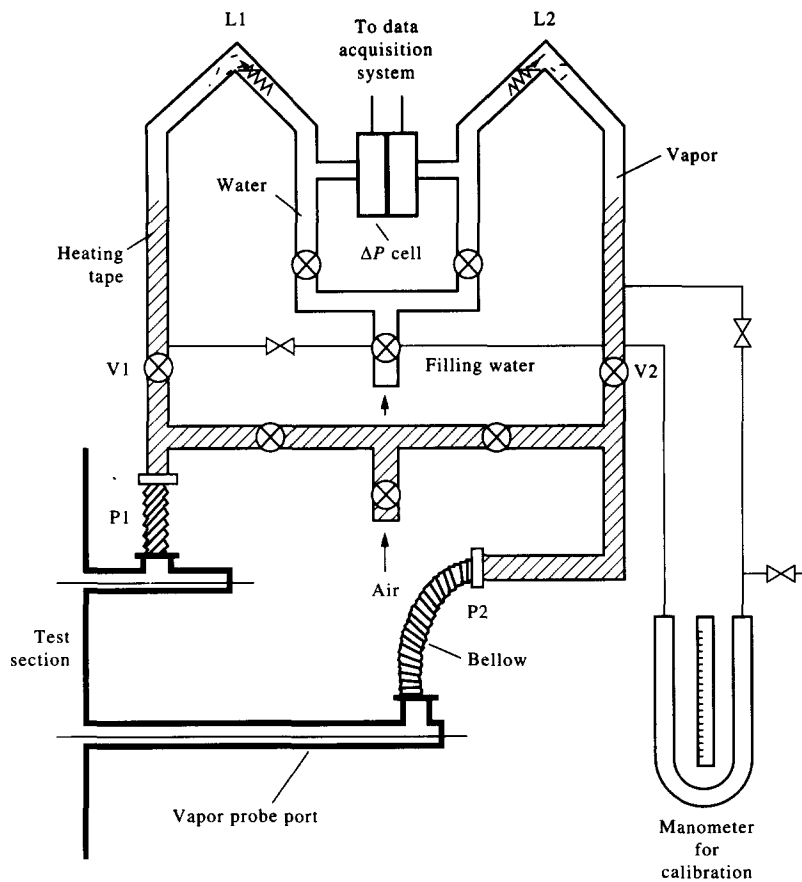 L1
To data
acquisition
system
L2
Vapor
Water
Heating
tape
ΔP cell
V1
Filling water
V2
P1
Air
P2
Test
section
Bellow
Vapor probe port
Manometer
for
calibration